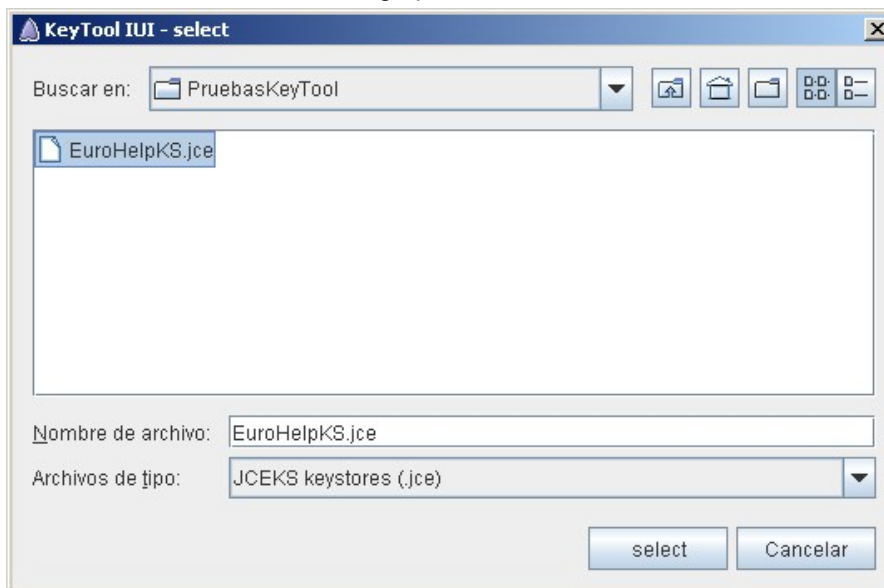 KeyTool IUI - select
Buscar en: PruebasKeyTool
EuroHelpKS.jce
Nombre de archivo: EuroHelpKS.jce
Archivos de tipo: JCEKS keystores (.jce)
select Cancelar